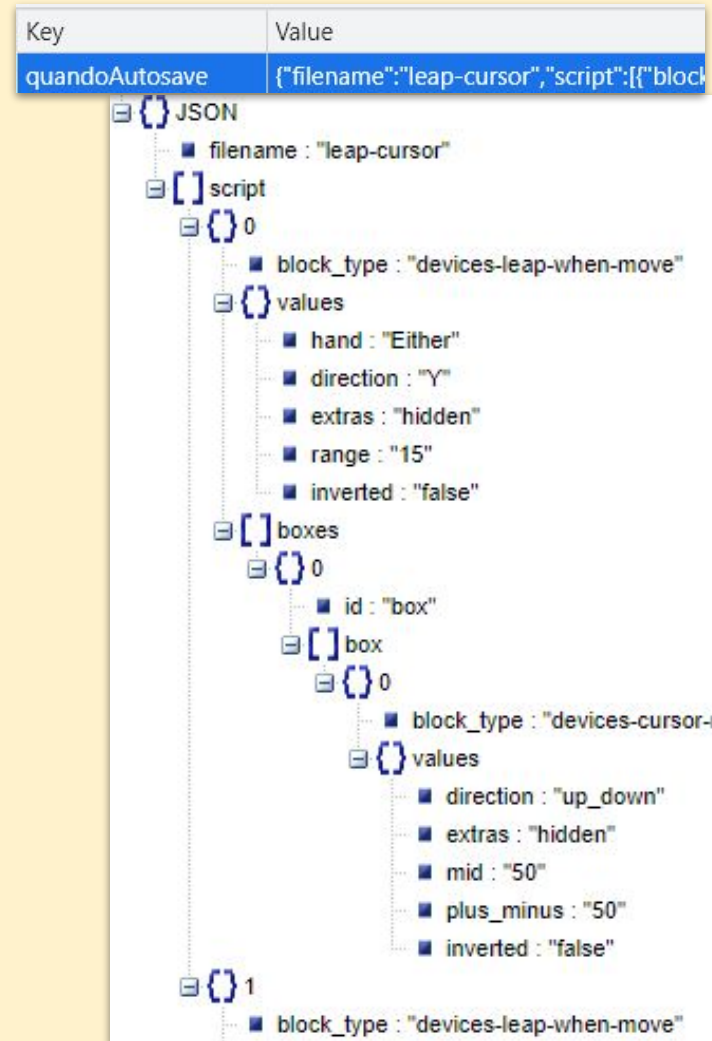 Key Value
quandoAutosave {"filename":"leap-cursor","script":[{"block
{} JSON
filename : "leap-cursor"
[ ] script
{} 0
block_type : "devices-leap-when-move"
{} values
hand : "Either"
direction : "Y"
extras : "hidden"
range : "15"
inverted : "false"
[ ] boxes
{} 0
id : "box"
[ ] box
{} 0
block_type : "devices-cursor-
{} values
direction : "up_down"
extras : "hidden"
mid : "50"
plus_minus : "50"
inverted : "false"
{} 1
block_type : "devices-leap-when-move"